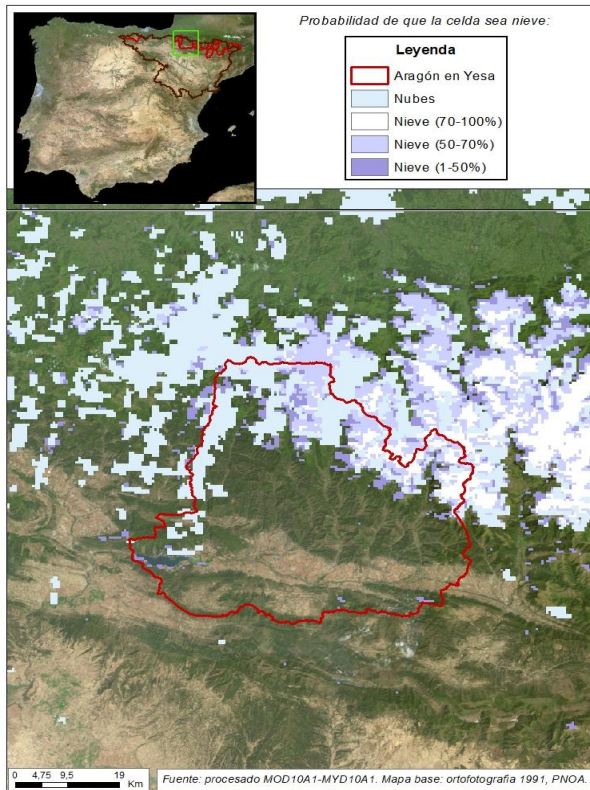 Probabilidad de que la celda sea nieve:
Leyenda
Aragón en Yesa
Nubes
Nieve (70-100%)
Nieve (50-70%)
Nieve (1-50%)
0 4,75 9,5 19
Km
Fuente: procesado MOD10A1-MYD10A1. Mapa base: ortofotografia 1991, PNOA.